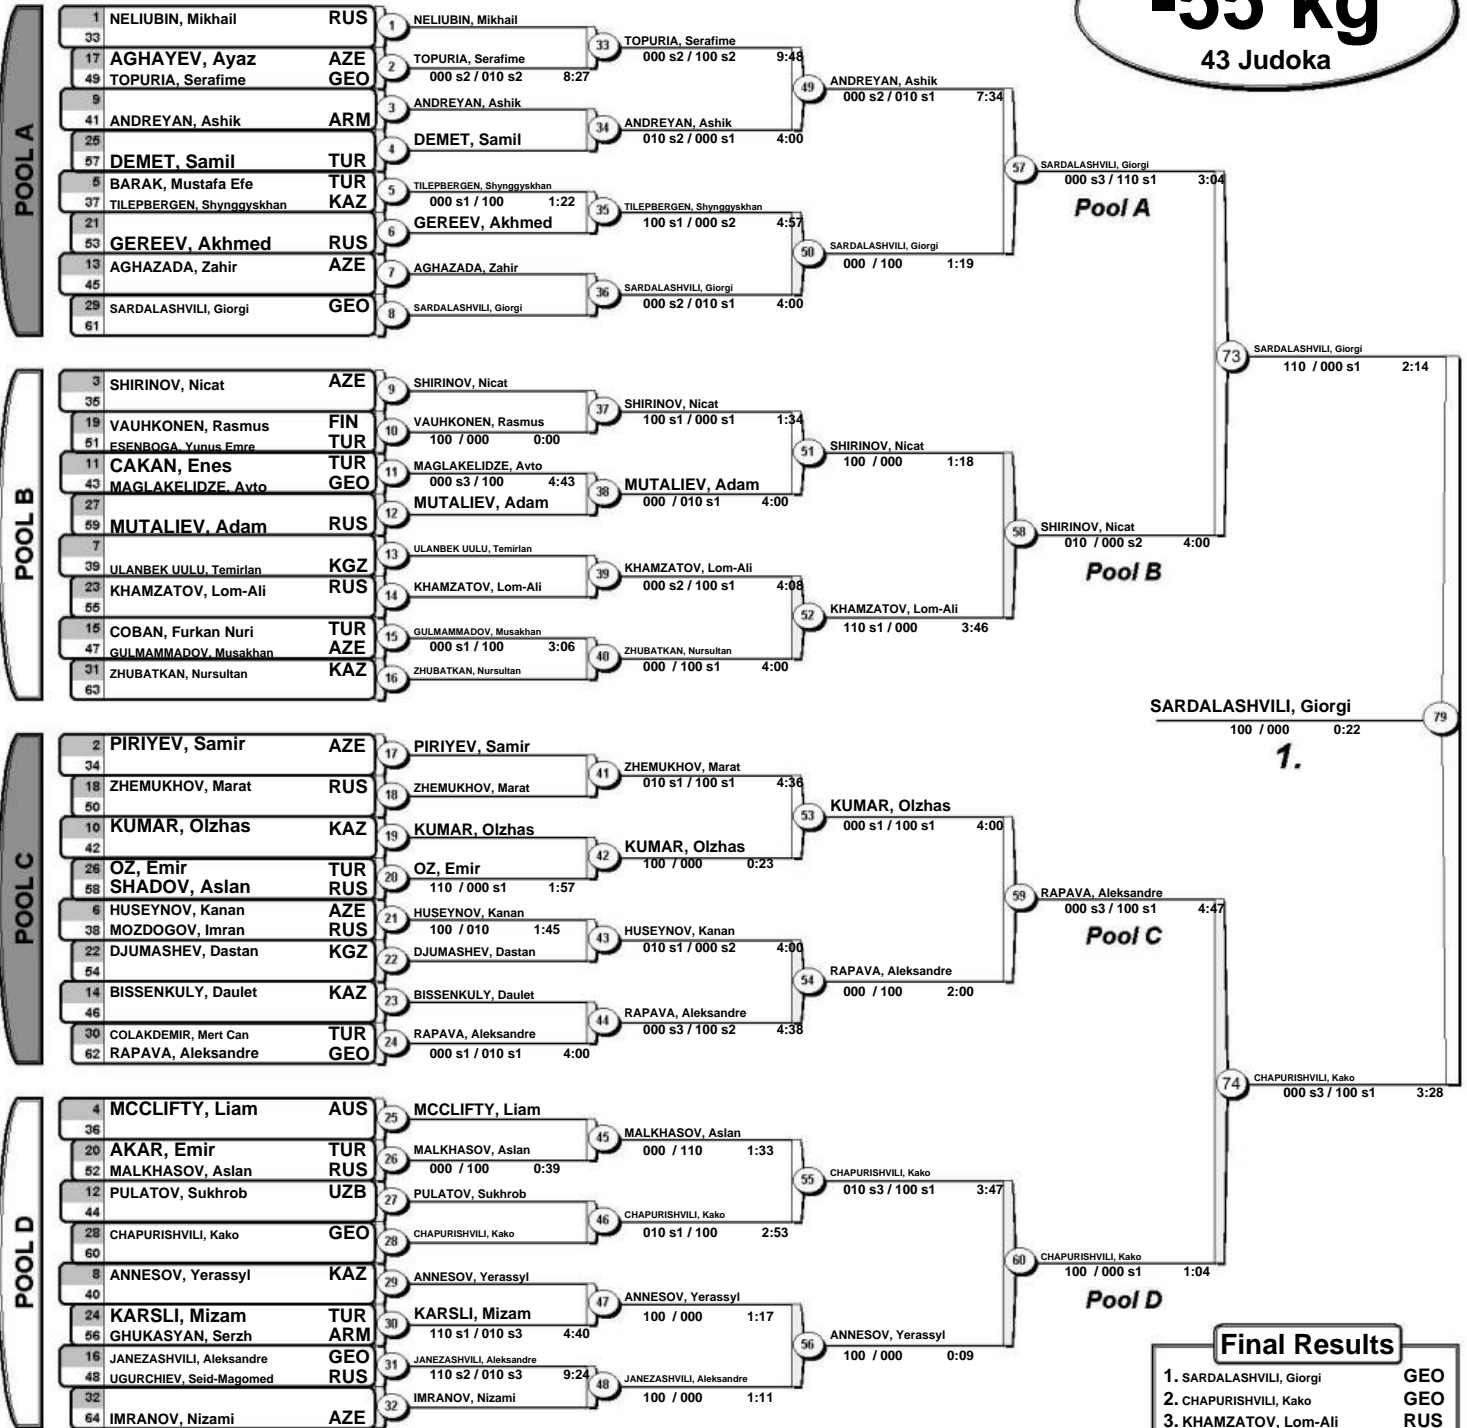 -55 kg
43 Judoka
POOL A
1 NELIUBIN, Mikhail RUS
33
17 AGHAYEV, Ayaz AZE
49 TOPURIA, Serafime GEO
9
41 ANDREYAN, Ashik ARM
25
57 DEMET, Samil TUR
5 BARAK, Mustafa Efe TUR
37 TILEPBERGEN, Shynggyskhan KAZ
21
53 GEREEV, Akhmed RUS
13 AGHAZADA, Zahir AZE
45
29 SARDALASHVILI, Giorgi GEO
61
1 NELIUBIN, Mikhail
2 TOPURIA, Serafime
000 s2 / 010 s2 8:27
3 ANDREYAN, Ashik
4 DEMET, Samil
5 TILEPBERGEN, Shynggyskhan
000 s1 / 100 1:22
6 GEREEV, Akhmed
7 AGHAZADA, Zahir
8 SARDALASHVILI, Giorgi
33 TOPURIA, Serafime
000 s2 / 100 s2 9:48
34 ANDREYAN, Ashik
010 s2 / 000 s1 4:00
35 TILEPBERGEN, Shynggyskhan
100 s1 / 000 s2 4:57
36 SARDALASHVILI, Giorgi
000 s2 / 010 s1 4:00
49 ANDREYAN, Ashik
000 s2 / 010 s1 7:34
50 SARDALASHVILI, Giorgi
000 / 100 1:19
57 SARDALASHVILI, Giorgi
000 s3 / 110 s1 3:04
Pool A
POOL B
3 SHIRINOV, Nicat AZE
35
19 VAUHKONEN, Rasmus FIN
51 ESENBOGA, Yunus Emre TUR
11 CAKAN, Enes TUR
43 MAGLAKELIDZE, Avto GEO
27
59 MUTALIEV, Adam RUS
7
39 ULANBEK UULU, Temirlan KGZ
23 KHAMZATOV, Lom-Ali RUS
55
15 COBAN, Furkan Nuri TUR
47 GULMAMMADOV, Musakhan AZE
31 ZHUBATKAN, Nursultan KAZ
63
9 SHIRINOV, Nicat
10 VAUHKONEN, Rasmus
100 / 000 0:00
11 MAGLAKELIDZE, Avto
000 s3 / 100 4:43
12 MUTALIEV, Adam
13 ULANBEK UULU, Temirlan
14 KHAMZATOV, Lom-Ali
15 GULMAMMADOV, Musakhan
000 s1 / 100 3:06
16 ZHUBATKAN, Nursultan
37 SHIRINOV, Nicat
100 s1 / 000 s1 1:34
38 MUTALIEV, Adam
000 / 010 s1 4:00
39 KHAMZATOV, Lom-Ali
000 s2 / 100 s1 4:08
40 ZHUBATKAN, Nursultan
000 / 100 s1 4:00
51 SHIRINOV, Nicat
100 / 000 1:18
52 KHAMZATOV, Lom-Ali
110 s1 / 000 3:46
58 SHIRINOV, Nicat
010 / 000 s2 4:00
Pool B
73 SARDALASHVILI, Giorgi
110 / 000 s1 2:14
SARDALASHVILI, Giorgi 79
100 / 000 0:22
1.
POOL C
2 PIRIYEV, Samir AZE
34
18 ZHEMUKHOV, Marat RUS
50
10 KUMAR, Olzhas KAZ
42
26 OZ, Emir TUR
58 SHADOV, Aslan RUS
6 HUSEYNOV, Kanan AZE
38 MOZDOGOV, Imran RUS
22 DJUMASHEV, Dastan KGZ
54
14 BISSENKULY, Daulet KAZ
46
30 COLAKDEMIR, Mert Can TUR
62 RAPAVA, Aleksandre GEO
17 PIRIYEV, Samir
18 ZHEMUKHOV, Marat
19 KUMAR, Olzhas
20 OZ, Emir
110 / 000 s1 1:57
21 HUSEYNOV, Kanan
100 / 010 1:45
22 DJUMASHEV, Dastan
23 BISSENKULY, Daulet
24 RAPAVA, Aleksandre
000 s1 / 010 s1 4:00
41 ZHEMUKHOV, Marat
010 s1 / 100 s1 4:36
42 KUMAR, Olzhas
100 / 000 0:23
43 HUSEYNOV, Kanan
010 s1 / 000 s2 4:00
44 RAPAVA, Aleksandre
000 s3 / 100 s2 4:38
53 KUMAR, Olzhas
000 s1 / 100 s1 4:00
54 RAPAVA, Aleksandre
000 / 100 2:00
59 RAPAVA, Aleksandre
000 s3 / 100 s1 4:47
Pool C
74 CHAPURISHVILI, Kako
000 s3 / 100 s1 3:28
POOL D
4 MCCLIFTY, Liam AUS
36
20 AKAR, Emir TUR
52 MALKHASOV, Aslan RUS
12 PULATOV, Sukhrob UZB
44
28 CHAPURISHVILI, Kako GEO
60
8 ANNESOV, Yerassyl KAZ
40
24 KARSLI, Mizam TUR
56 GHUKASYAN, Serzh ARM
16 JANEZASHVILI, Aleksandre GEO
48 UGURCHIEV, Seid-Magomed RUS
32
64 IMRANOV, Nizami AZE
25 MCCLIFTY, Liam
26 MALKHASOV, Aslan
000 / 100 0:39
27 PULATOV, Sukhrob
28 CHAPURISHVILI, Kako
29 ANNESOV, Yerassyl
30 KARSLI, Mizam
110 s1 / 010 s3 4:40
31 JANEZASHVILI, Aleksandre
110 s2 / 010 s3 9:24
32 IMRANOV, Nizami
45 MALKHASOV, Aslan
000 / 110 1:33
46 CHAPURISHVILI, Kako
010 s1 / 100 2:53
47 ANNESOV, Yerassyl
100 / 000 1:17
48 JANEZASHVILI, Aleksandre
100 / 000 1:11
55 CHAPURISHVILI, Kako
010 s3 / 100 s1 3:47
56 ANNESOV, Yerassyl
100 / 000 0:09
60 CHAPURISHVILI, Kako
100 / 000 s1 1:04
Pool D
Final Results
1. SARDALASHVILI, Giorgi GEO
2. CHAPURISHVILI, Kako GEO
3. KHAMZATOV, Lom-Ali RUS